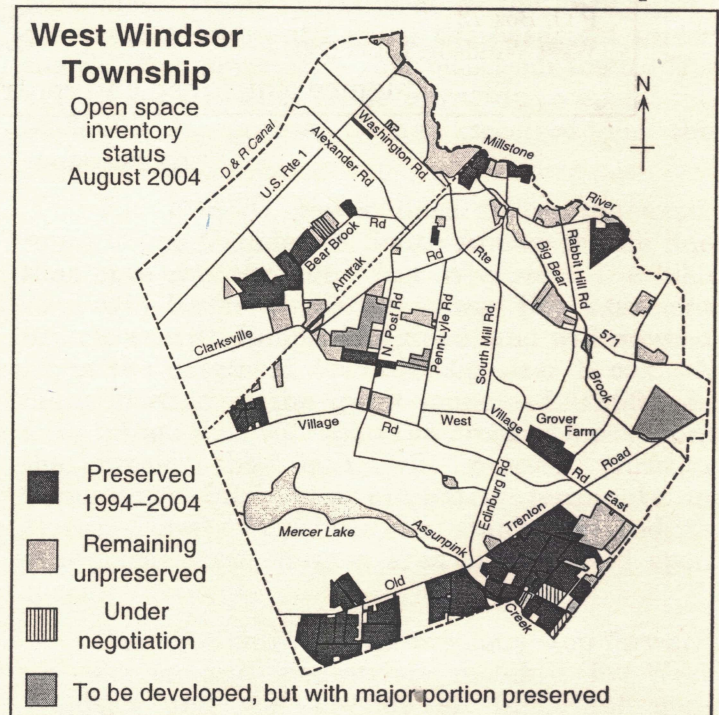 West Windsor
Township
Open space
inventory
status
August 2004
N
D & R Canal
U.S. Rte 1
Alexander Rd
Washington Rd.
Millstone
River
Bear Brook
Rd
Amtrak
Rd
Rte
Big Bear
Rabbit Hill Rd
Clarksville
N. Post Rd
Penn-Lyle Rd
South Mill Rd.
571
Brook
Village
Rd
West
Village
Grover
Farm
Rd
Road
East
Edinburg Rd
Trenton
Mercer Lake
Assunpink
Old
Creek
Preserved
1994–2004
Remaining
unpreserved
Under
negotiation
To be developed, but with major portion preserved